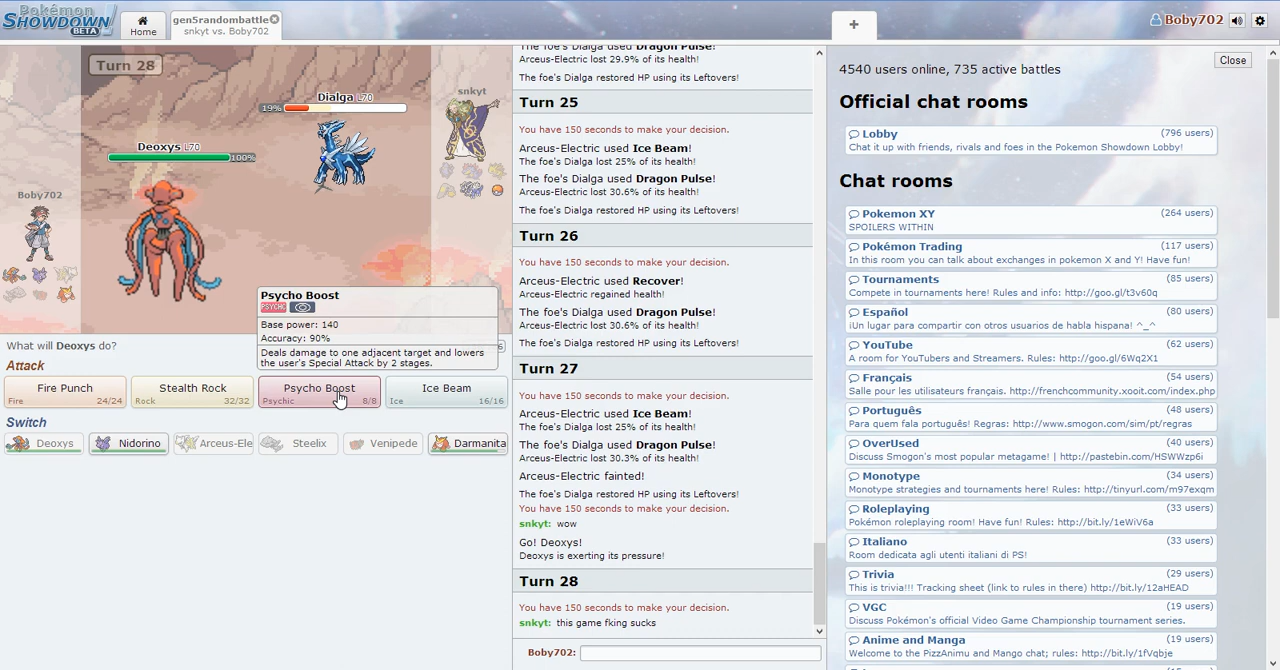 Pokémon
SHOWDOWN!
BETA
Home
gen5randombattle
snkyt vs. Boby702
+
Boby702
Turn 28
Dialga L70
19%
snkyt
Deoxys L70
100%
Boby702
Psycho Boost
PSYCHC
Base power: 140
Accuracy: 90%
Deals damage to one adjacent target and lowers
the user's Special Attack by 2 stages.
What will Deoxys do?
Attack
Fire Punch
Fire 24/24
Stealth Rock
Rock 32/32
Psycho Boost
Psychic 8/8
Ice Beam
Ice 16/16
Switch
Deoxys
Nidorino
Arceus-Ele
Steelix
Venipede
Darmanita
The foe's Dialga used Dragon Pulse!
Arceus-Electric lost 29.9% of its health!
The foe's Dialga restored HP using its Leftovers!
Turn 25
You have 150 seconds to make your decision.
Arceus-Electric used Ice Beam!
The foe's Dialga lost 25% of its health!
The foe's Dialga used Dragon Pulse!
Arceus-Electric lost 30.6% of its health!
The foe's Dialga restored HP using its Leftovers!
Turn 26
You have 150 seconds to make your decision.
Arceus-Electric used Recover!
Arceus-Electric regained health!
The foe's Dialga used Dragon Pulse!
Arceus-Electric lost 30.6% of its health!
The foe's Dialga restored HP using its Leftovers!
Turn 27
Arceus-Electric used Ice Beam!
The foe's Dialga lost 25% of its health!
The foe's Dialga used Dragon Pulse!
Arceus-Electric lost 30.3% of its health!
Arceus-Electric fainted!
The foe's Dialga restored HP using its Leftovers!
You have 150 seconds to make your decision.
snkyt: wow
Go! Deoxys!
Deoxys is exerting its pressure!
Turn 28
You have 150 seconds to make your decision.
snkyt: this game fking sucks
Boby702:
4540 users online, 735 active battles
Close
Official chat rooms
Lobby (796 users)
Chat it up with friends, rivals and foes in the Pokemon Showdown Lobby!
Chat rooms
Pokemon XY (264 users)
SPOILERS WITHIN
Pokémon Trading (117 users)
In this room you can talk about exchanges in pokemon X and Y! Have fun!
Tournaments (85 users)
Compete in tournaments here! Rules and info: http://goo.gl/t3v60q
Español (80 users)
¡Un lugar para compartir con otros usuarios de habla hispana! ^_^
YouTube (62 users)
A room for YouTubers and Streamers. Rules: http://goo.gl/6Wq2X1
Français (54 users)
Salle pour les utilisateurs français. http://frenchcommunity.xooit.com/index.php
Português (48 users)
Para quem fala português! Regras: http://www.smogon.com/sim/pt/regras
OverUsed (40 users)
Discuss Smogon's most popular metagame! | http://pastebin.com/HSWWzp6i
Monotype (34 users)
Monotype strategies and tournaments here! Rules: http://tinyurl.com/m97exqm
Roleplaying (33 users)
Pokémon roleplaying room! Have fun! Rules: http://bit.ly/1eWiV6a
Italiano (33 users)
Room dedicata agli utenti italiani di PS!
Trivia (29 users)
This is trivia!!! Tracking sheet (link to rules in there) http://bit.ly/12aHEAD
VGC (19 users)
Discuss Pokémon's official Video Game Championship tournament series.
Anime and Manga (19 users)
Welcome to the PizzAnimu and Mango chat; rules: http://bit.ly/1fVqbje